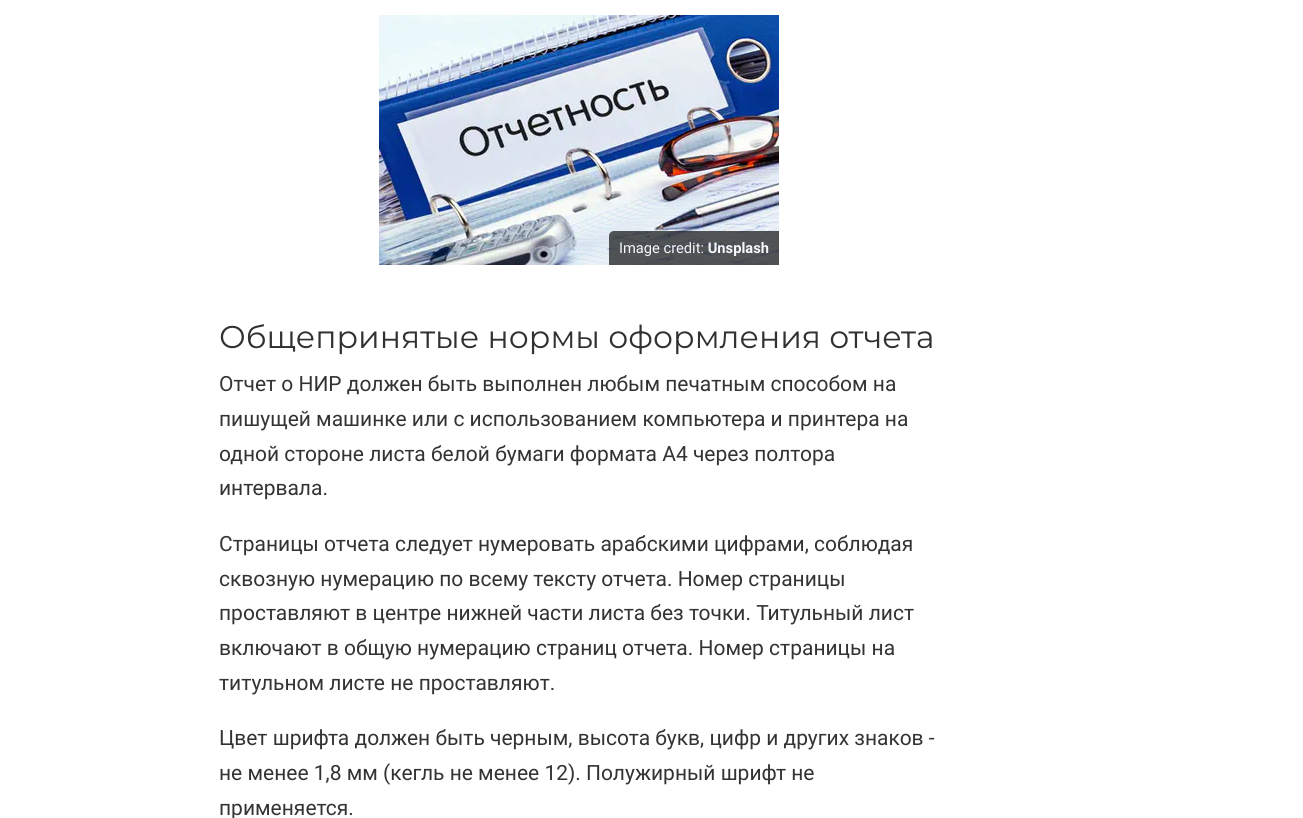 Отчетность
Image credit: Unsplash
Общепринятые нормы оформления отчета
Отчет о НИР должен быть выполнен любым печатным способом на
пишущей машинке или с использованием компьютера и принтера на
одной стороне листа белой бумаги формата А4 через полтора
интервала.
Страницы отчета следует нумеровать арабскими цифрами, соблюдая
сквозную нумерацию по всему тексту отчета. Номер страницы
проставляют в центре нижней части листа без точки. Титульный лист
включают в общую нумерацию страниц отчета. Номер страницы на
титульном листе не проставляют.
Цвет шрифта должен быть черным, высота букв, цифр и других знаков -
не менее 1,8 мм (кегль не менее 12). Полужирный шрифт не
применяется.